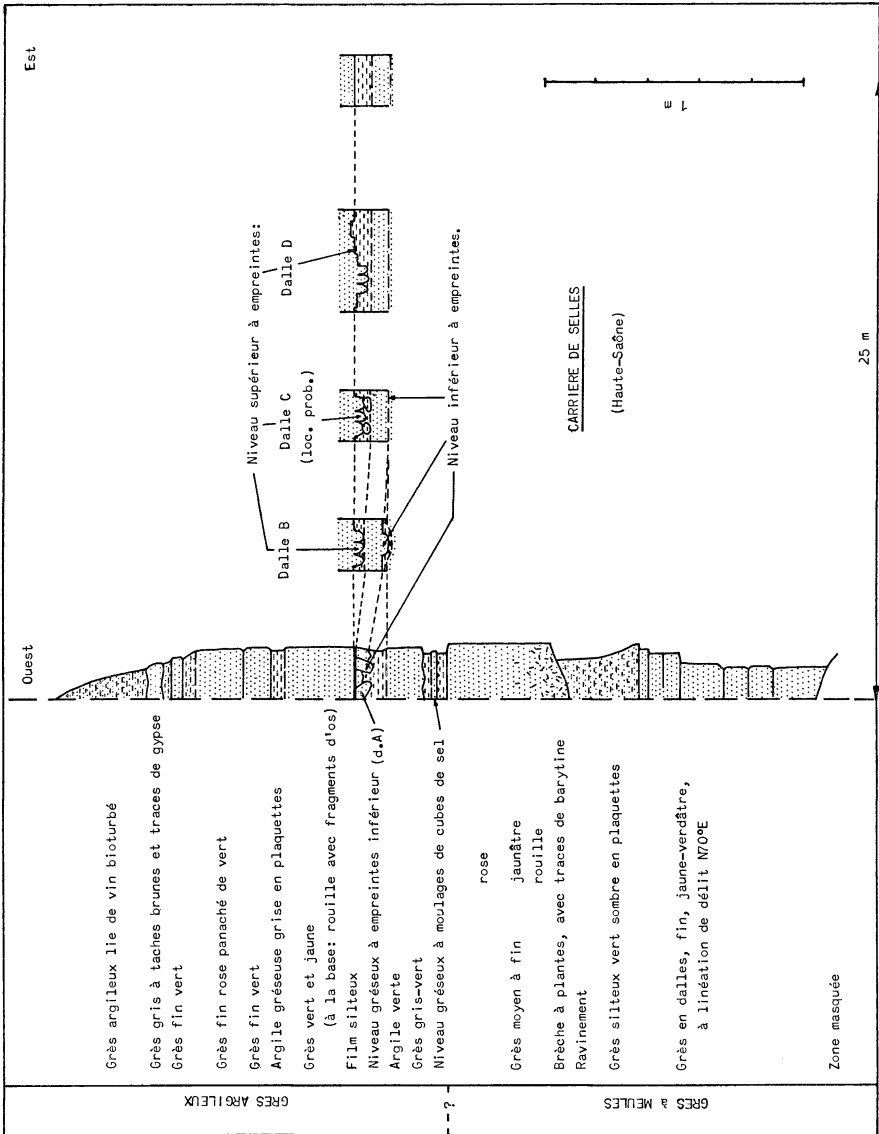 Ouest
Est
Grès argileux lie de vin bioturbé
Grès gris à taches brunes et traces de gypse
Grès fin vert
Grès fin rose panaché de vert
Grès fin vert
Argile gréseuse grise en plaquettes
Grès vert et jaune
(à la base: rouille avec fragments d'os)
Film silteux
Niveau gréseux à empreintes inférieur (d.A)
Argile verte
Grès gris-vert
Niveau gréseux à moulages de cubes de sel
rose
Grès moyen à fin jaunâtre
rouille
Brèche à plantes, avec traces de barytine
Ravinement
Grès silteux vert sombre en plaquettes
Grès en dalles, fin, jaune-verdâtre,
à linéation de délit N70°E
Zone masquée
GRES ARGILEUX
?
GRES à MEULES
Niveau supérieur à empreintes:
Dalle B
Dalle C
(loc. prob.)
Dalle D
Niveau inférieur à empreintes.
CARRIERE DE SELLES
(Haute-Saône)
1 m
25 m